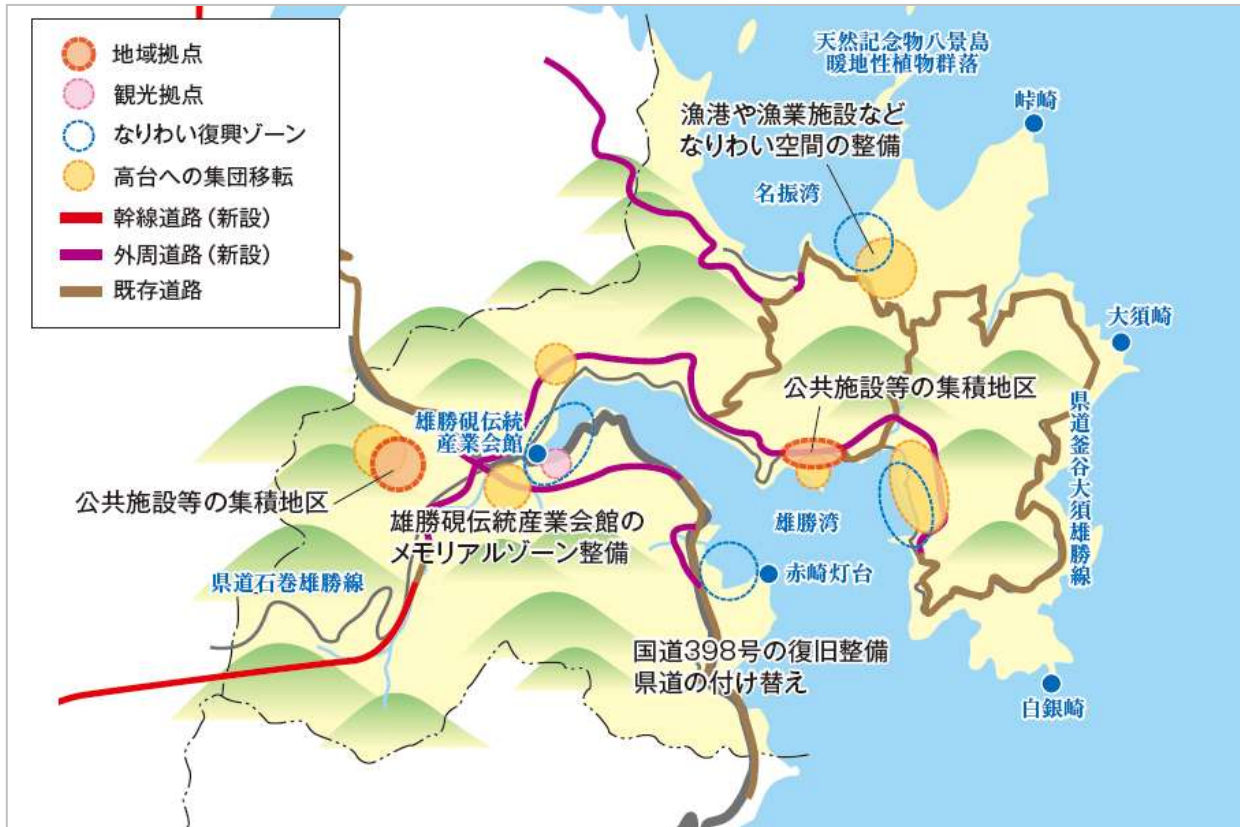 地域拠点
観光拠点
なりわい復興ゾーン
高台への集団移転
幹線道路(新設)
外周道路(新設)
既存道路
天然記念物八景島
暖地性植物群落
峠崎
漁港や漁業施設など
なりわい空間の整備
名振湾
大須崎
公共施設等の集積地区
雄勝硯伝統
産業会館
県道釜谷大須雄勝線
公共施設等の集積地区
雄勝硯伝統産業会館の
メモリアルゾーン整備
雄勝湾
県道石巻雄勝線
赤崎灯台
国道398号の復旧整備
県道の付け替え
白銀崎